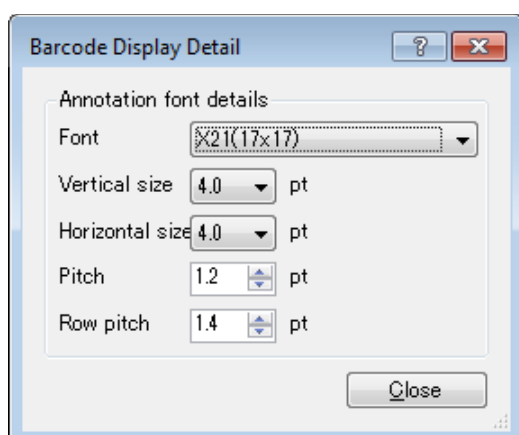 Barcode Display Detail
Annotation font details
Font X21(17x17)
Vertical size 4.0 pt
Horizontal size 4.0 pt
Pitch 1.2 pt
Row pitch 1.4 pt
Close